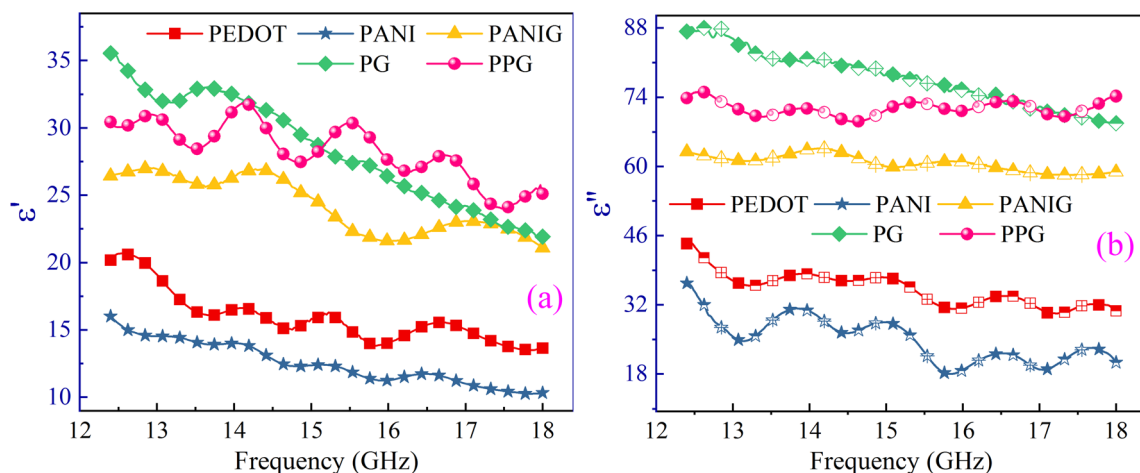 PEDOT PANI PANIG
PG PPG
ε'
35
30
25
20
15
10
(a)
12 13 14 15 16 17 18
Frequency (GHz)
ε''
88
74
60
46
32
18
PEDOT PANI PANIG
PG PPG
(b)
12 13 14 15 16 17 18
Frequency (GHz)